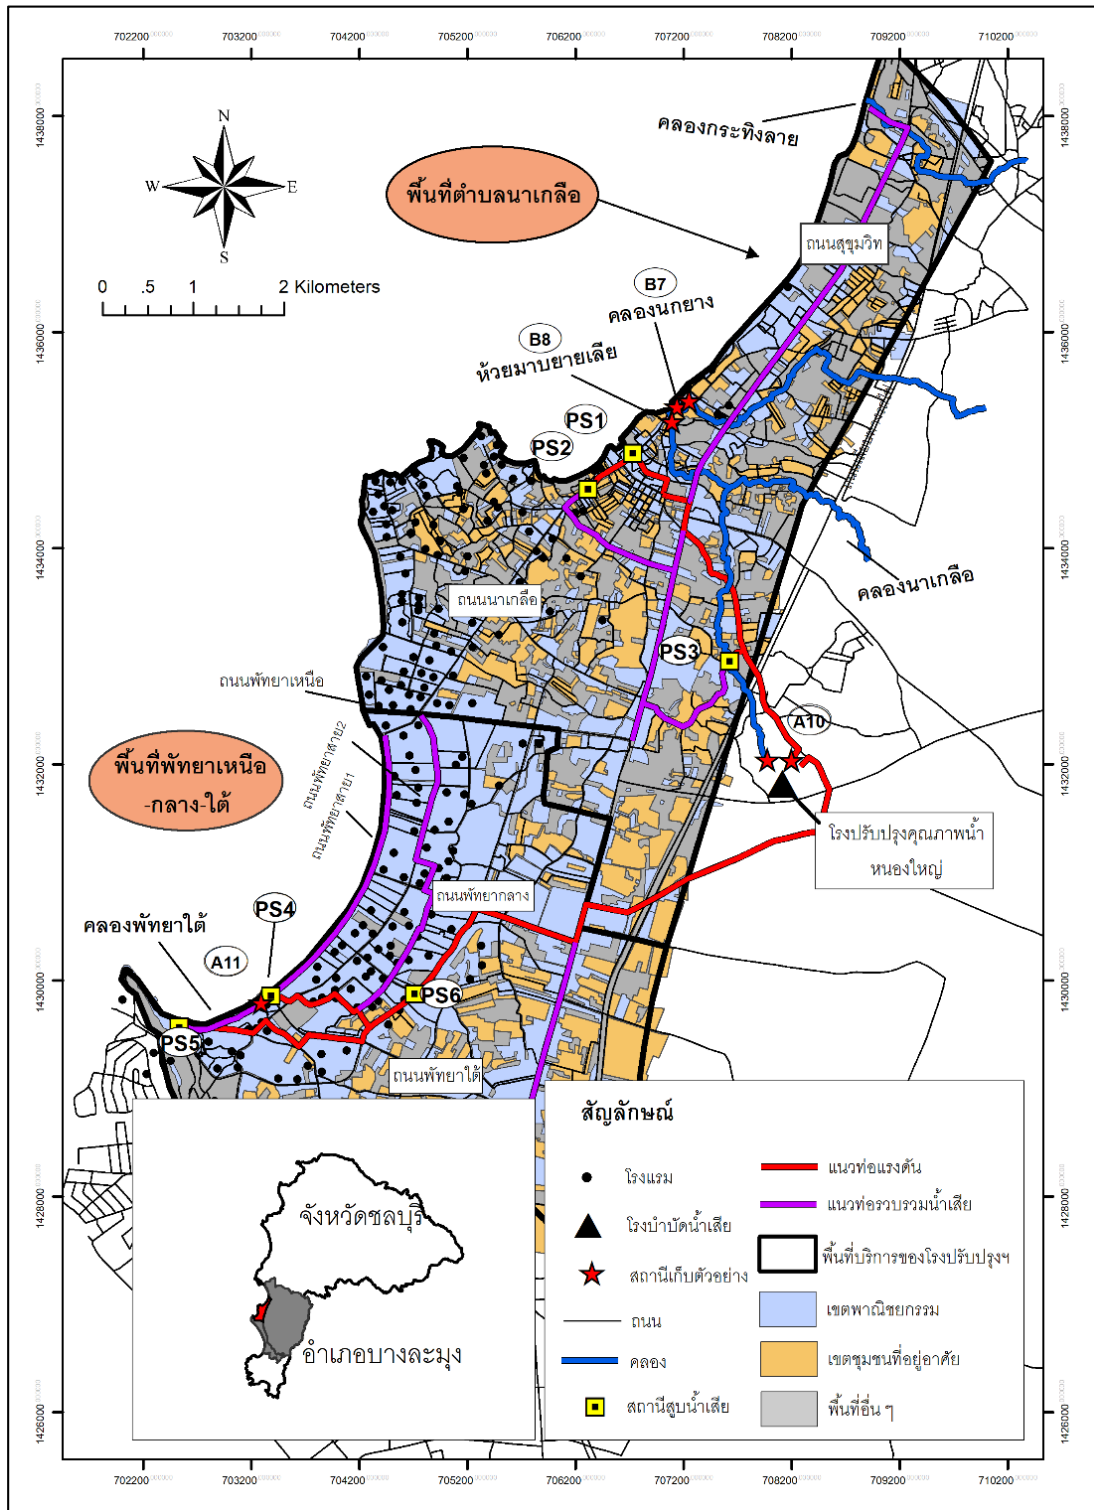 702200 703200 704200 705200 706200 707200 708200 709200 710200
1438000
1438000
คลองกระทิงลาย
N
W E
S
พื้นที่ตำบลนาเกลือ
ถนนสุขุมวิท
0 .5 1 2 Kilometers
B7
คลองนกยาง
1436000
1436000
B8
ห้วยมาบยายเลีย
PS1
PS2
1434000
1434000
คลองนาเกลือ
ถนนนาเกลือ
PS3
ถนนพัทยาเหนือ
A10
ถนนพัทยาสาย2
ถนนพัทยาสาย1
พื้นที่พัทยาเหนือ
-กลาง-ใต้
1432000
1432000
โรงปรับปรุงคุณภาพน้ำ
หนองใหญ่
ถนนพัทยากลาง
PS4
คลองพัทยาใต้
A11
1430000
1430000
PS6
PS5
ถนนพัทยาใต้
สัญลักษณ์
โรงแรม
โรงบำบัดน้ำเสีย
สถานีเก็บตัวอย่าง
ถนน
คลอง
สถานีสูบน้ำเสีย
แนวท่อแรงดัน
แนวท่อรวบรวมน้ำเสีย
พื้นที่บริการของโรงปรับปรุงฯ
เขตพาณิชยกรรม
เขตชุมชนที่อยู่อาศัย
พื้นที่อื่น ๆ
จังหวัดชลบุรี
อำเภอบางละมุง
1428000
1428000
1426000
1426000
702200 703200 704200 705200 706200 707200 708200 709200 710200